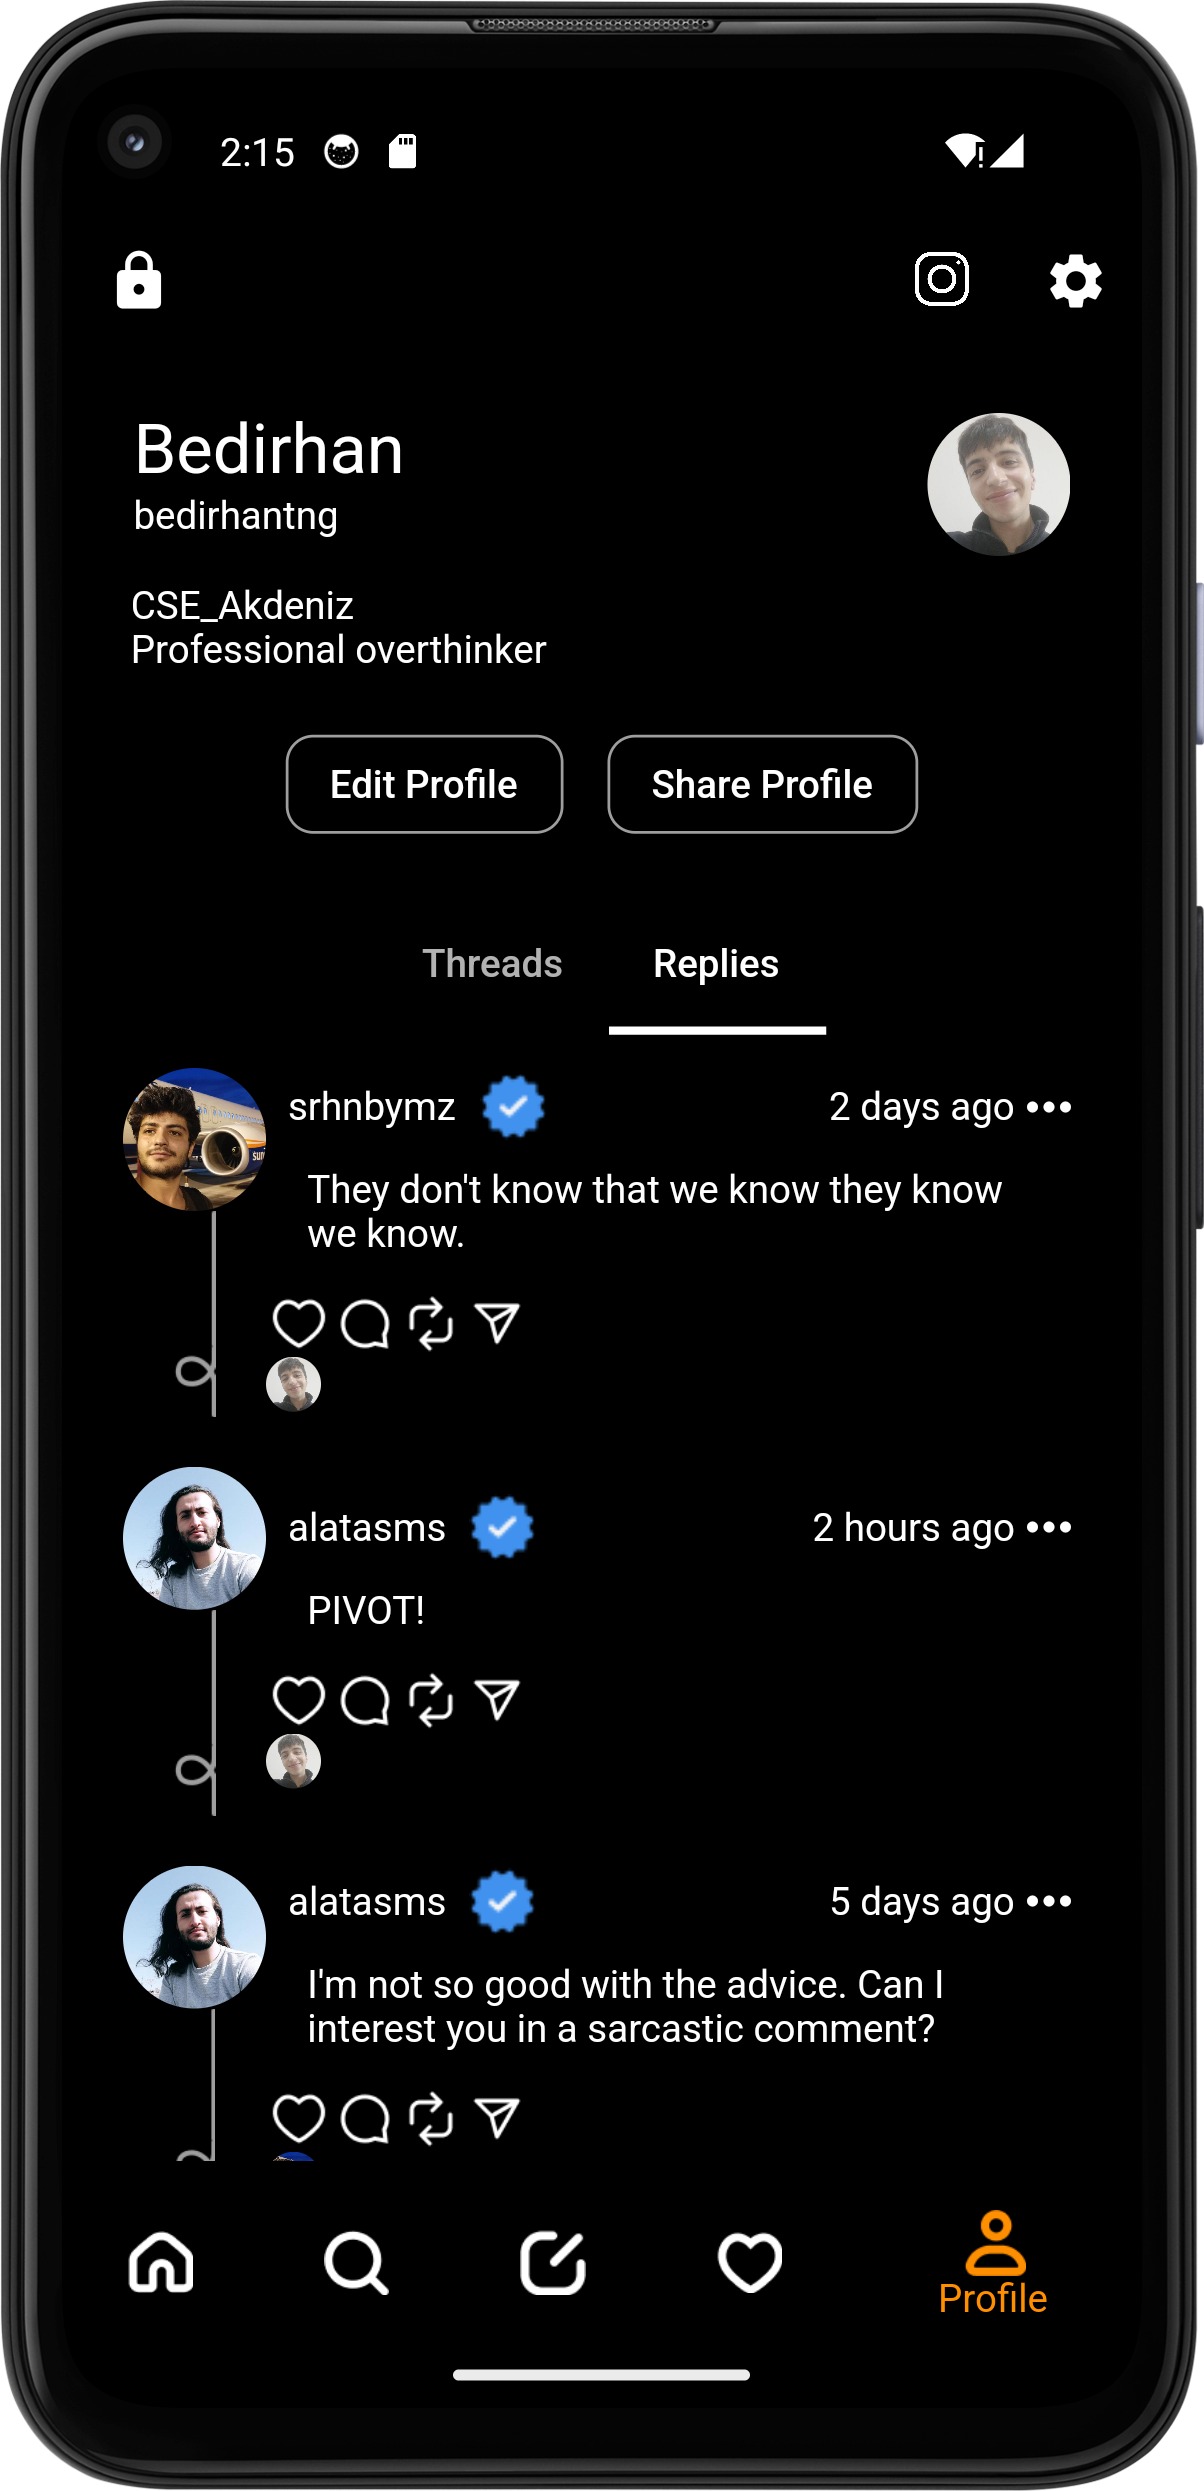 2:15
Bedirhan
bedirhantng
CSE_Akdeniz
Professional overthinker
Edit Profile
Share Profile
Threads
Replies
srhnbymz
2 days ago
They don't know that we know they know
we know.
alatasms
2 hours ago
PIVOT!
alatasms
5 days ago
I'm not so good with the advice. Can I
interest you in a sarcastic comment?
Profile